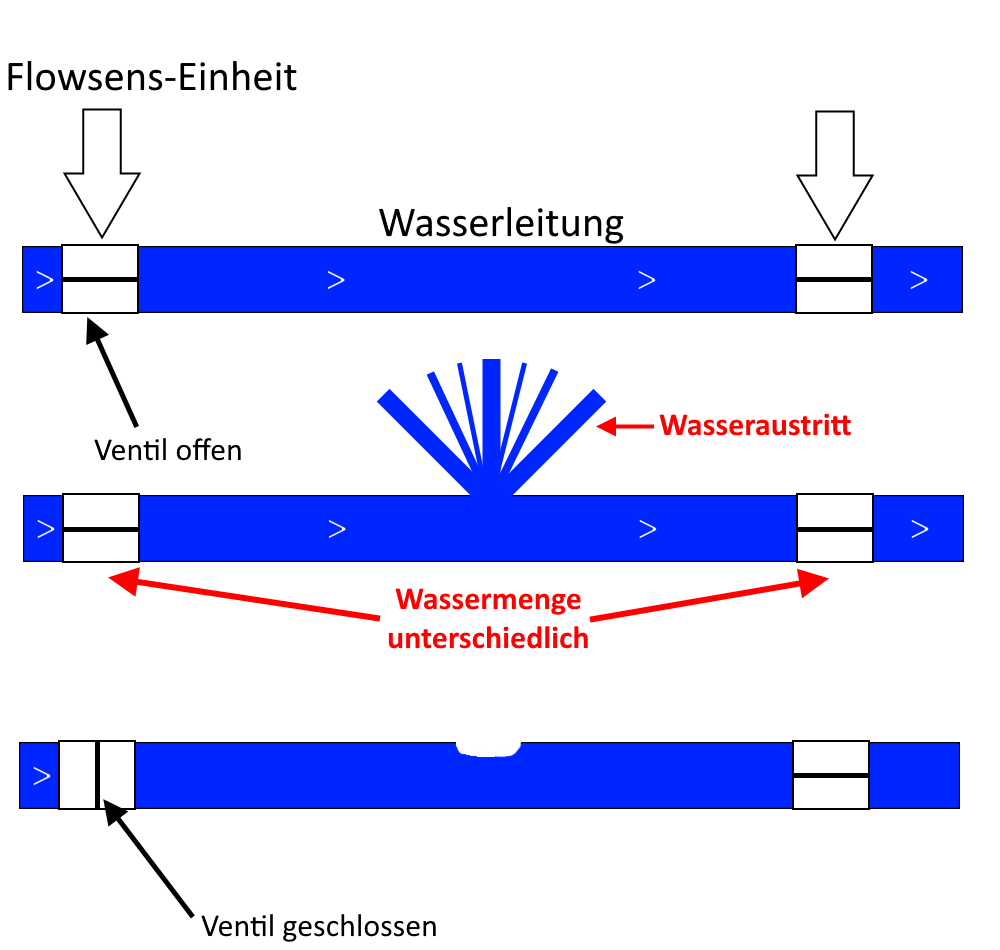 Flowsens-Einheit
Wasserleitung
> > > >
Ventil offen
Wasseraustritt
> > > >
Wassermenge
unterschiedlich
>
Ventil geschlossen